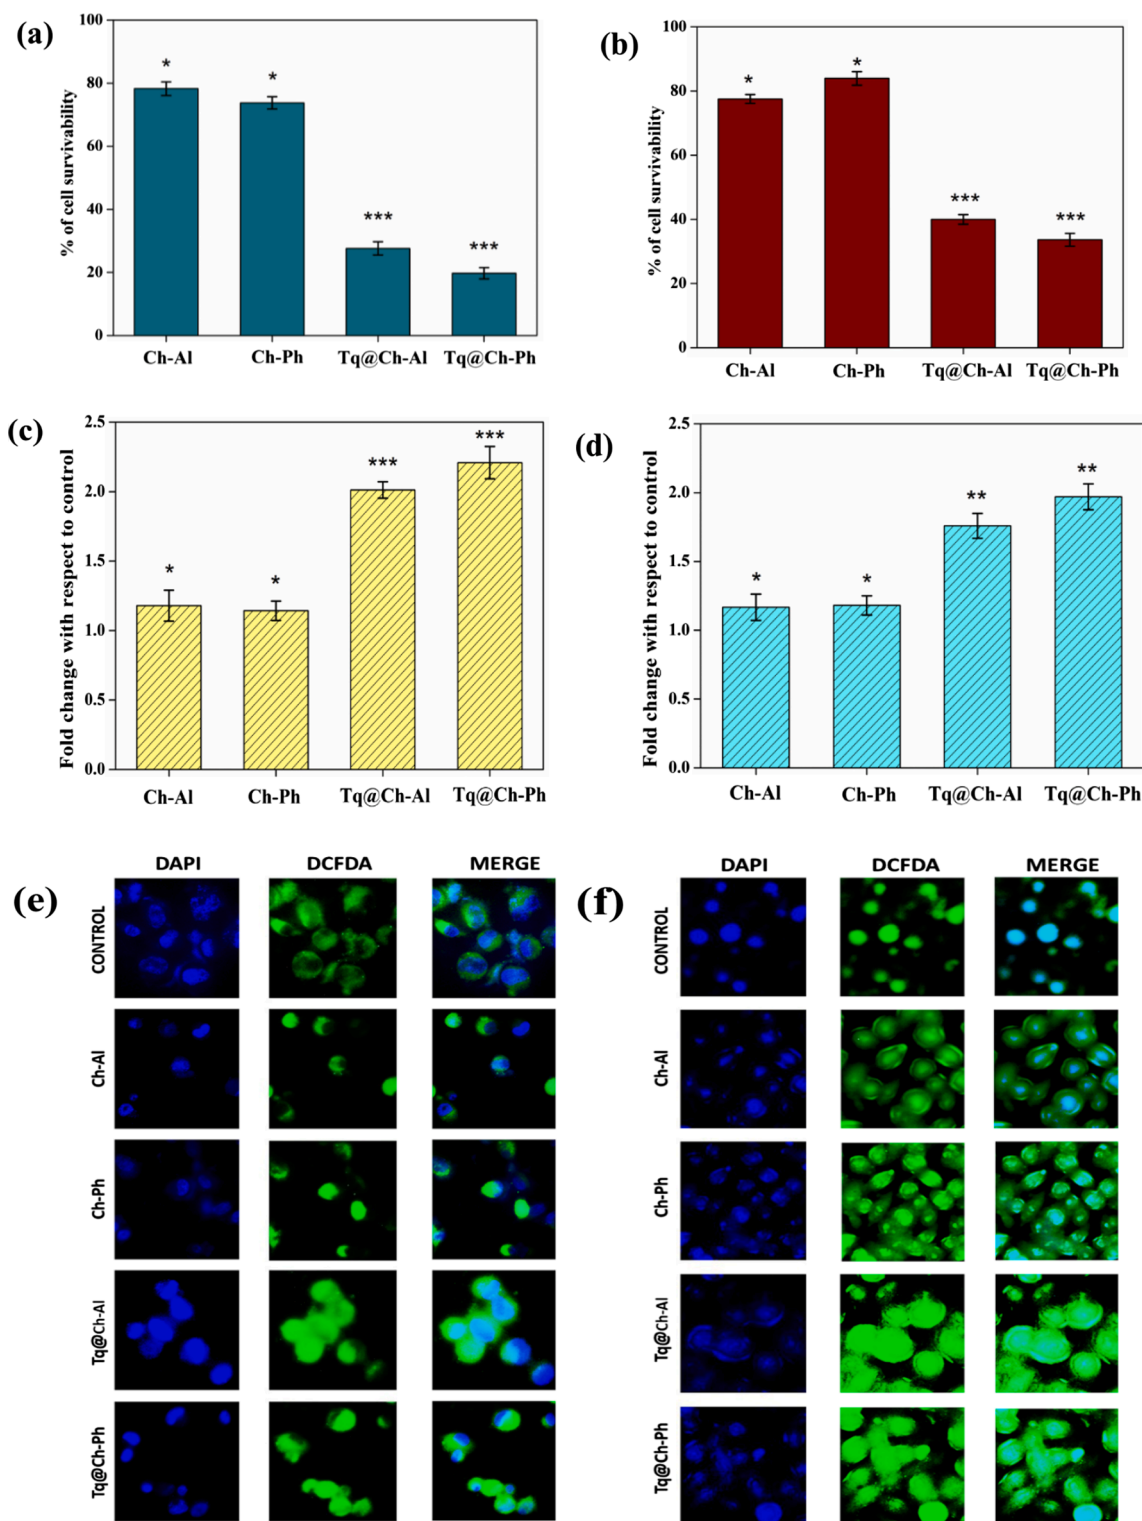 (a)
100
80
60
40
20
0
% of cell survivability
*
*
***
***
Ch-Al Ch-Ph Tq@Ch-Al Tq@Ch-Ph
(b)
100
80
60
40
20
0
% of cell survivability
*
*
***
***
Ch-Al Ch-Ph Tq@Ch-Al Tq@Ch-Ph
(c)
2.5
2.0
1.5
1.0
0.5
0.0
Fold change with respect to control
*
*
***
***
Ch-Al Ch-Ph Tq@Ch-Al Tq@Ch-Ph
(d)
2.5
2.0
1.5
1.0
0.5
0.0
Fold change with respect to control
*
*
**
**
Ch-Al Ch-Ph Tq@Ch-Al Tq@Ch-Ph
(e)
DAPI DCFDA MERGE
CONTROL
Ch-Al
Ch-Ph
Tq@Ch-Al
Tq@Ch-Ph
(f)
DAPI DCFDA MERGE
CONTROL
Ch-Al
Ch-Ph
Tq@Ch-Al
Tq@Ch-Ph